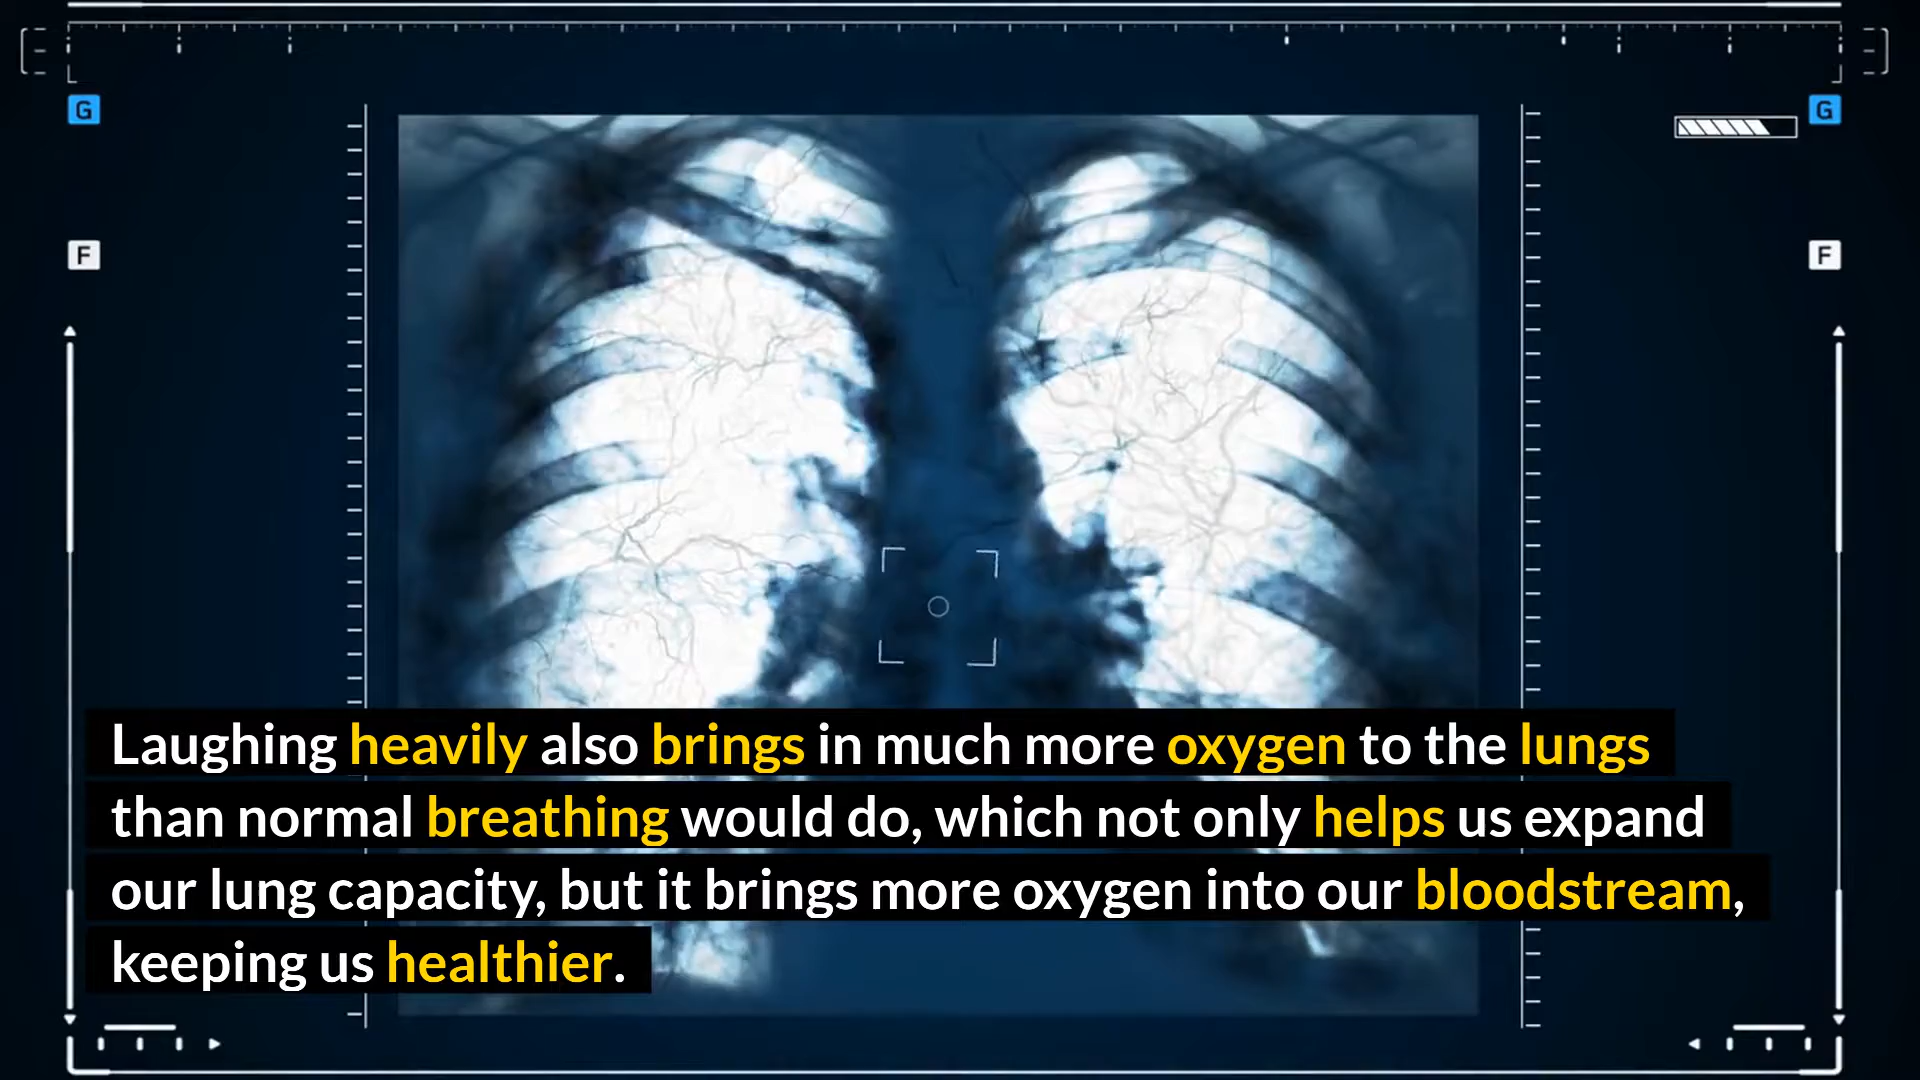 G
G
F
F
Laughing heavily also brings in much more oxygen to the lungs
than normal breathing would do, which not only helps us expand
our lung capacity, but it brings more oxygen into our bloodstream,
keeping us healthier.